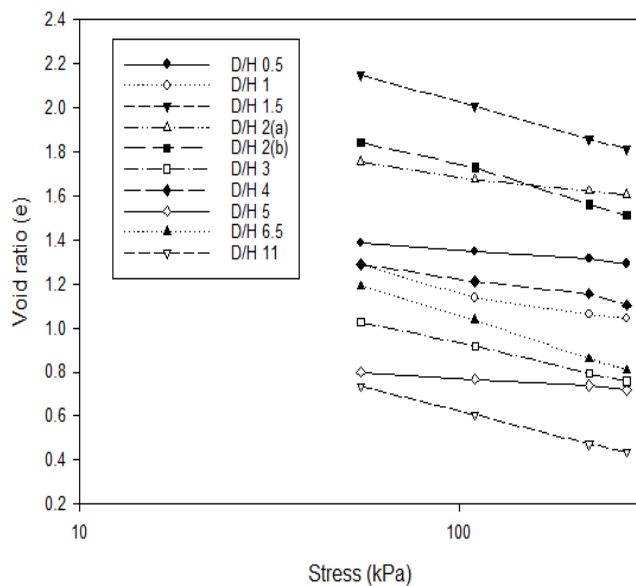 2.4
2.2
2.0
1.8
1.6
1.4
1.2
1.0
0.8
0.6
0.4
0.2
Void ratio (e)
D/H 0.5
D/H 1
D/H 1.5
D/H 2(a)
D/H 2(b)
D/H 3
D/H 4
D/H 5
D/H 6.5
D/H 11
10 100
Stress (kPa)